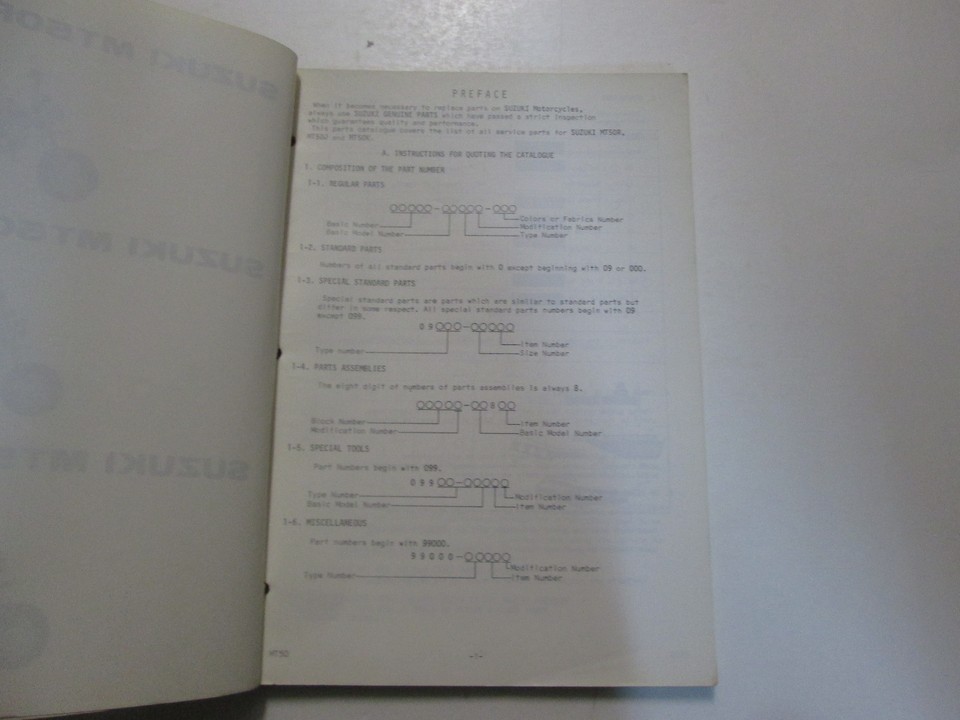 PREFACE
When it becomes necessary to replace parts on SUZUKI Motorcycles,
always use SUZUKI GENUINE PARTS which have passed a strict inspection
which guarantees quality and performance.
This parts catalogue covers the list of all service parts for SUZUKI MT50R,
MT50J and MT50K.
A. INSTRUCTIONS FOR QUOTING THE CATALOGUE
1. COMPOSITION OF THE PART NUMBER
1-1. REGULAR PARTS
○○○○○-○○○○○-○○○
Colors or Fabrics Number
Basic Number
Modification Number
Basic Model Number
Type Number
1-2. STANDARD PARTS
Numbers of all standard parts begin with 0 except beginning with 09 or 000.
1-3. SPECIAL STANDARD PARTS
Special standard parts are parts which are similar to standard parts but
differ in some respect. All special standard parts numbers begin with 09
except 099.
09○○○-○○○○○
Item Number
Type number
Size Number
1-4. PARTS ASSEMBLIES
The eight digit of numbers of parts assemblies is always 8.
○○○○○-○○8○○
Block Number
Item Number
Modification Number
Basic Model Number
1-5. SPECIAL TOOLS
Part Numbers begin with 099.
099○○-○○○○○
Type Number
Modification Number
Basic Model Number
Item Number
1-6. MISCELLANEOUS
Part numbers begin with 99000.
99000-○○○○○
Modification Number
Type Number
Item Number
MT50
-1-
SUZUKI MT50R
SUZUKI MT50
SUZUKI MT5